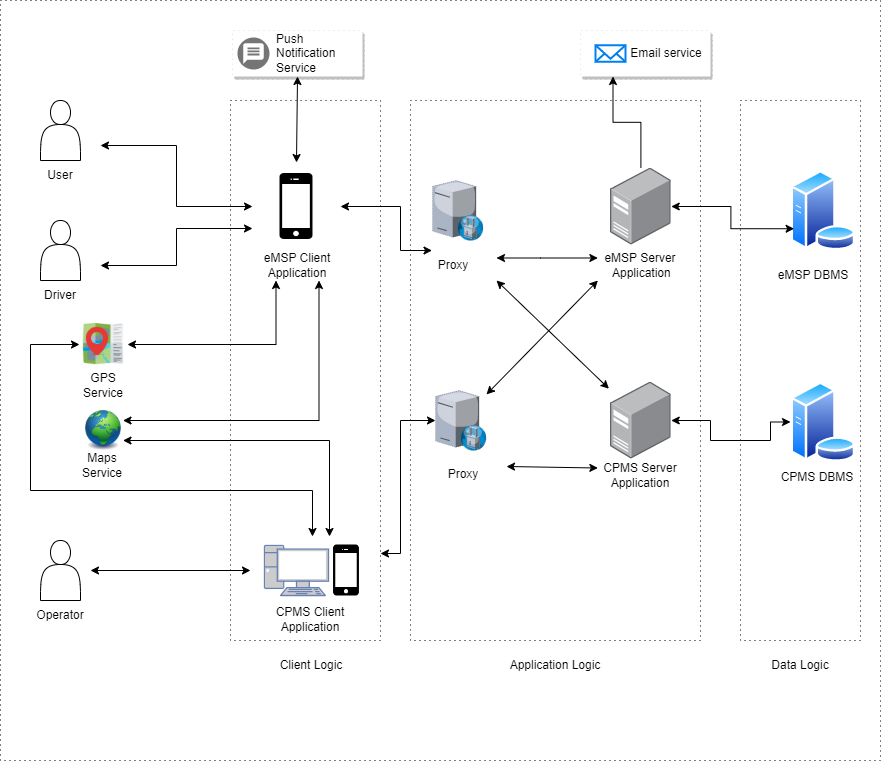 Push
Notification
Service
Email service
User
eMSP Client
Application
Proxy
eMSP Server
Application
eMSP DBMS
Driver
GPS
Service
Maps
Service
Proxy
CPMS Server
Application
CPMS DBMS
Operator
CPMS Client
Application
Client Logic
Application Logic
Data Logic